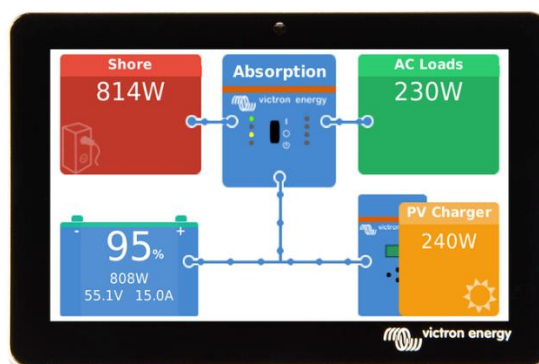 Shore
814W
Absorption
victron energy
AC Loads
230W
- +
95%
808W
55.1V 15.0A
PV Charger
240W
victron energy